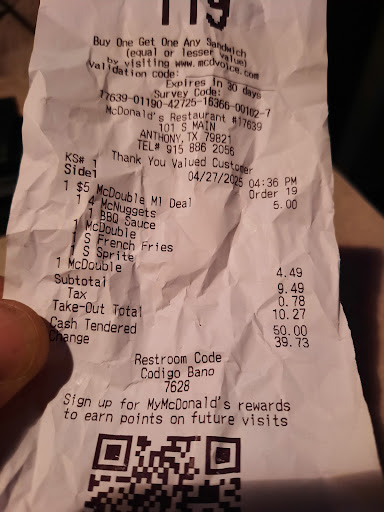 119
Buy One Get One Any Sandwich
(equal or lesser value)
by visiting www.mcdvoice.com
Validation code:
Expires in 30 days
Survey Code:
17639-01190-42725-16366-00102-7
McDonald's Restaurant #17639
101 S MAIN
ANTHONY, TX 79821
TEL# 915 886 2056
Thank You Valued Customer
KS# 1 04/27/2025 04:36 PM
Side1 Order 19
1 $5 McDouble Ml Deal 5.00
1 4 McNuggets
1 BBQ Sauce
1 McDouble
1 S French Fries
1 S Sprite
1 McDouble 4.49
Subtotal 9.49
Tax 0.78
Take-Out Total 10.27
Cash Tendered 50.00
Change 39.73
Restroom Code
Codigo Bano
7628
Sign up for MyMcDonald's rewards
to earn points on future visits